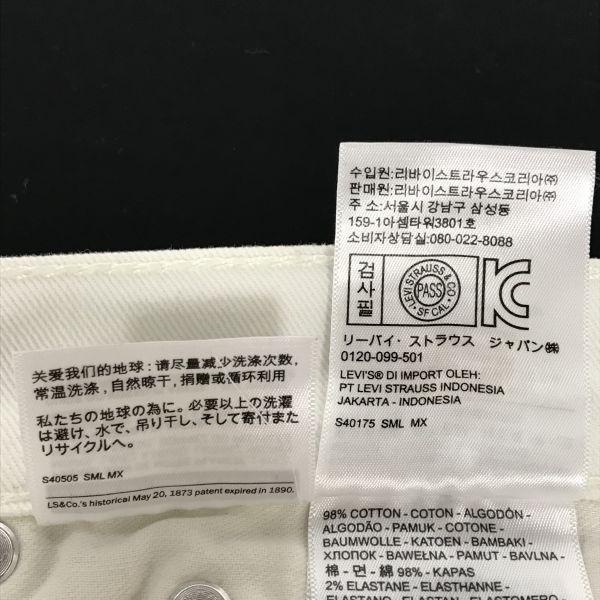 关爱我们的地球:请尽量减少洗涤次数,
常温洗涤,自然晾干,捐赠或循环利用
私たちの地球の為に。必要以上の洗濯
は避け、水で、吊り干し、そして寄付また
リサイクルへ。
S40505 SML MX
LS&Co.'s historical May 20, 1873 patent expired in 1890.
수입원:리바이스트라우스코리아㈜
판매원:리바이스트라우스코리아㈜
주 소:서울시 강남구 삼성동
159-1아셈타워3801호
소비자상담실:080-022-8088
검사필
LEVI STRAUSS & CO
PASS
SF CAL
KC
リーバイ・ストラウス ジャパン㈱
0120-099-501
LEVI'S® DI IMPORT OLEH:
PT LEVI STRAUSS INDONESIA
JAKARTA - INDONESIA
S40175 SML MX
98% COTTON - COTON - ALGODÓN -
ALGODÃO - PAMUK - COTONE -
BAUMWOLLE - KATOEN - BAMBAKI -
ХЛОПОК - BAWEŁNA - PAMUT - BAVLNA -
棉 - 면 - 綿 98% - KAPAS
2% ELASTANE - ELASTHANNE -
ELASTAN - ELASTANO - ELASTOMERO -